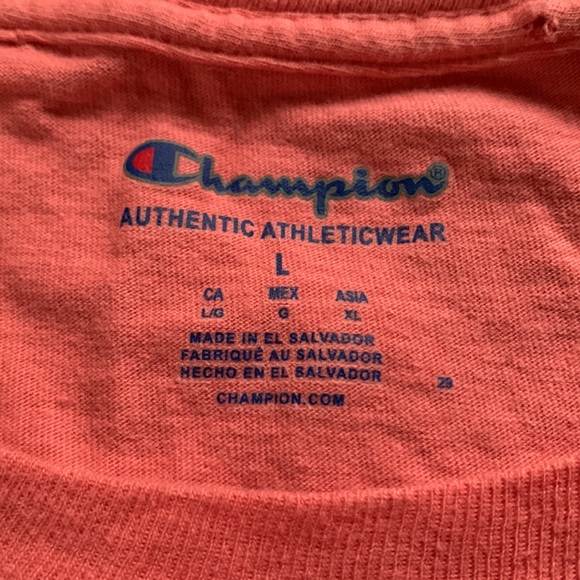 Champion®
AUTHENTIC ATHLETICWEAR
L
CA MEX ASIA
L/G G XL
MADE IN EL SALVADOR
FABRIQUÉ AU SALVADOR
HECHO EN EL SALVADOR
29
CHAMPION.COM